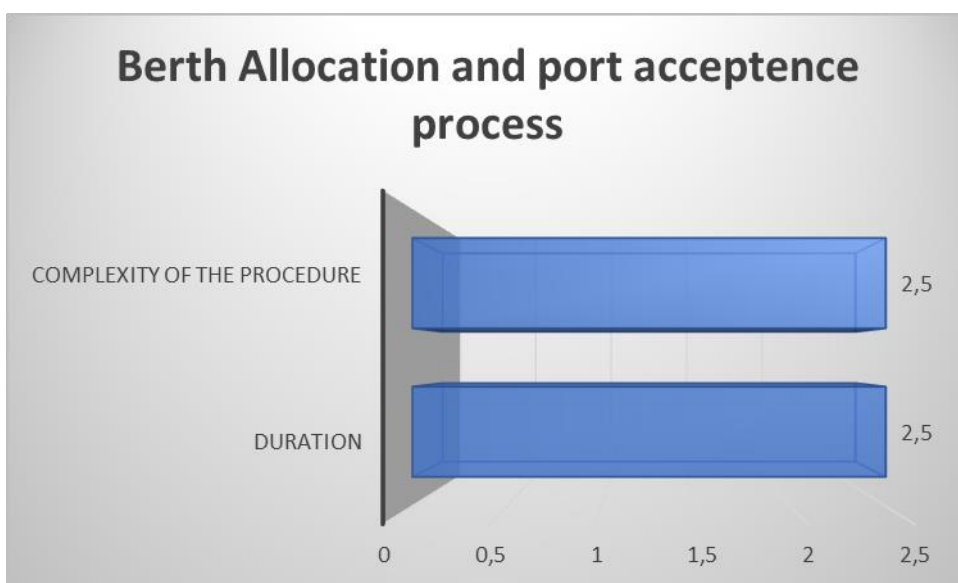 Berth Allocation and port acceptence
process
COMPLEXITY OF THE PROCEDURE
2,5
DURATION
2,5
0 0,5 1 1,5 2 2,5